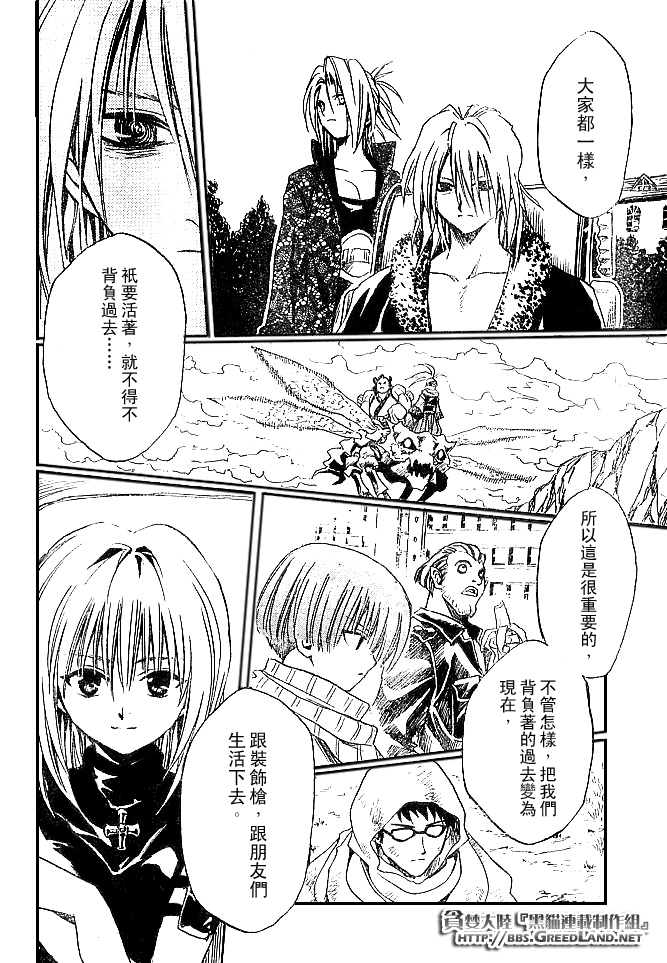 大家都一樣，
祇要活著，就不得不
背負過去……
所以這是很重要的，
不管怎樣，把我們
背負著的過去變為
現在，
跟裝飾槍，跟朋友們
生活下去。
貪婪大陸『黑貓連載制作組』
HTTP://BBS.GREEDLAND.NET